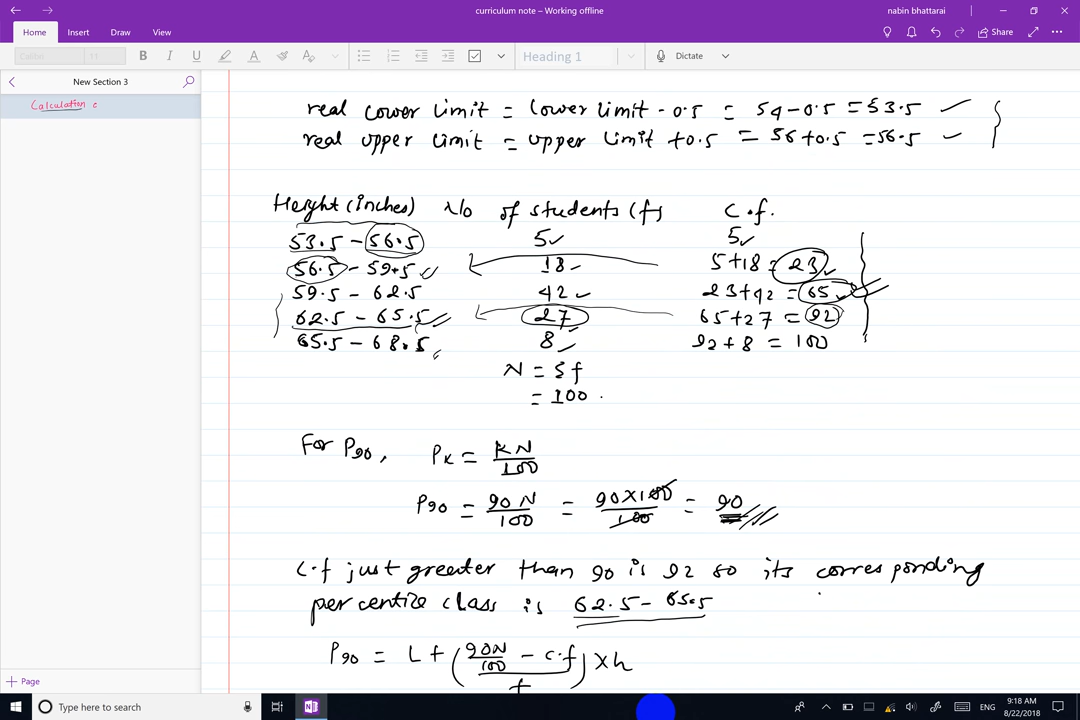 curriculum note – Working offline
nabin bhattarai
Home Insert Draw View
Share
Calibri 11 B I U A Heading 1 Dictate
New Section 3
Calculation o
real lower limit = lower limit - 0.5 = 54 - 0.5 = 53.5
real upper limit = upper limit + 0.5 = 56 + 0.5 = 56.5
Height (inches) No of students (f) C.f.
53.5 - 56.5 5 5
56.5 - 59.5 18 5+18 = 23
59.5 - 62.5 42 23+42 = 65
62.5 - 65.5 27 65+27 = 92
65.5 - 68.5 8 92+8 = 100
N = Σf
= 100
For P90, Pk = KN/100
P90 = 90N/100 = 90×100/100 = 90
C.f just greater than 90 is 92 so its corresponding
percentile class is 62.5 - 65.5
P90 = L + (90N/100 - c.f / f) × h
+ Page
Type here to search
ENG
9:18 AM
8/22/2018